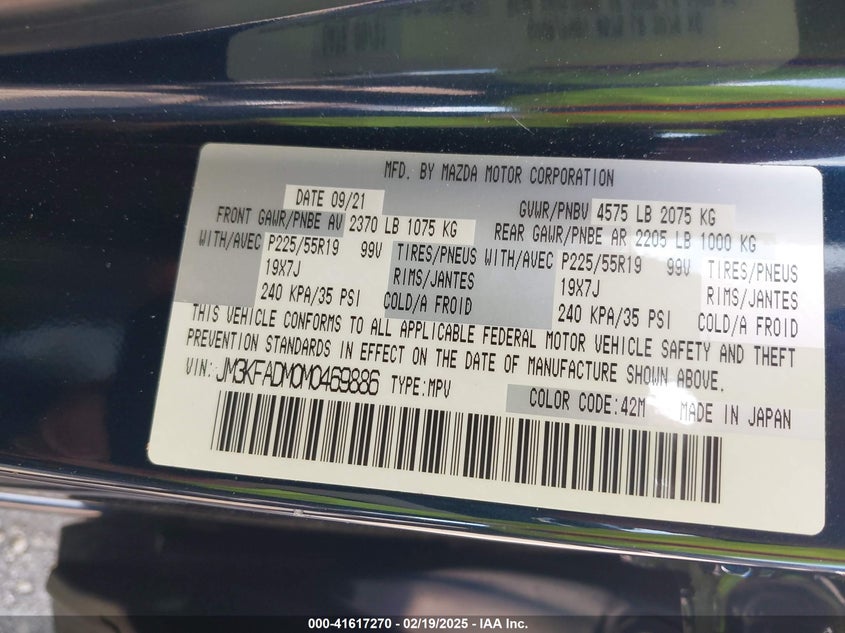 MFD. BY MAZDA MOTOR CORPORATION
DATE 09/21 GVWR/PNBV 4575 LB 2075 KG
FRONT GAWR/PNBE AV 2370 LB 1075 KG REAR GAWR/PNBE AR 2205 LB 1000 KG
WITH/AVEC P225/55R19 99V TIRES/PNEUS WITH/AVEC P225/55R19 99V TIRES/PNEUS
19X7J RIMS/JANTES 19X7J RIMS/JANTES
240 KPA/35 PSI COLD/A FROID 240 KPA/35 PSI COLD/A FROID
THIS VEHICLE CONFORMS TO ALL APPLICABLE FEDERAL MOTOR VEHICLE SAFETY AND THEFT
PREVENTION STANDARDS IN EFFECT ON THE DATE OF MANUFACTURE SHOWN ABOVE.
VIN: JM3KFADM0M0469886 TYPE:MPV
COLOR CODE:42M MADE IN JAPAN
000-41617270 - 02/19/2025 - IAA Inc.